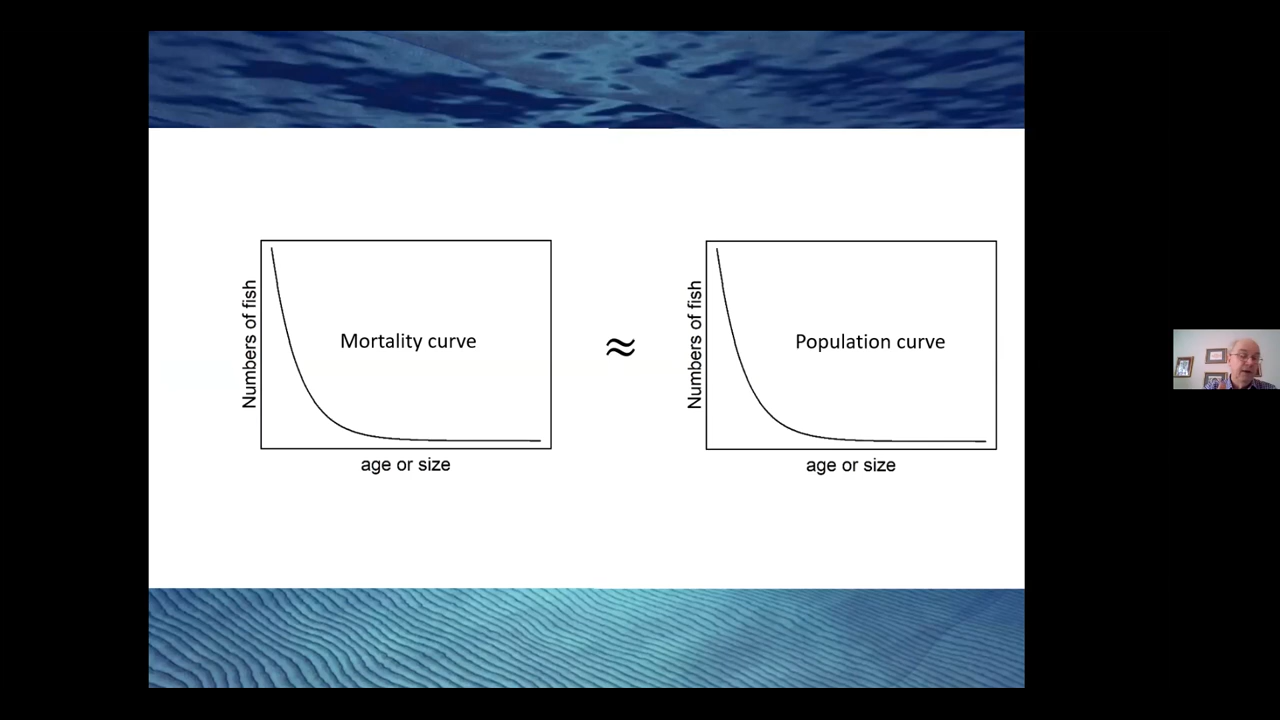 Numbers of fish
Mortality curve
age or size
≈
Numbers of fish
Population curve
age or size